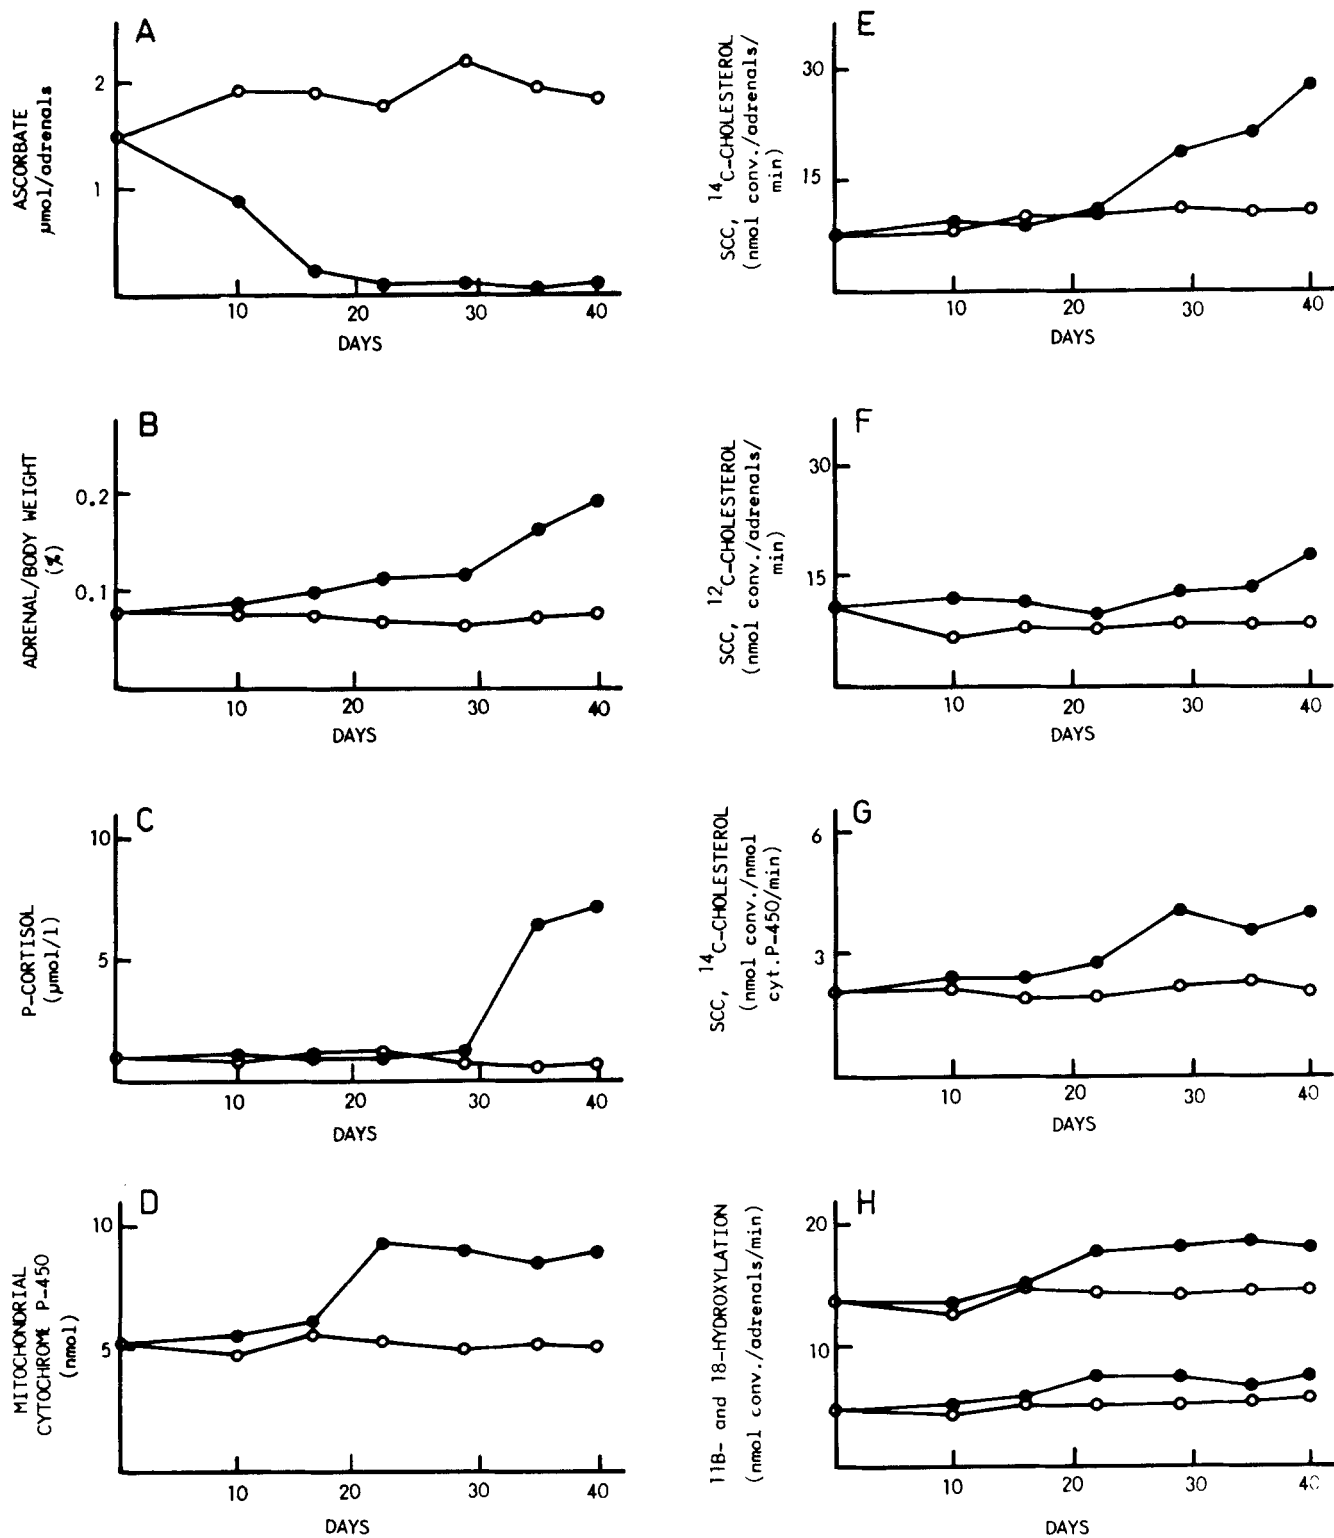 A
ASCORBATE
µmol/adrenals
2
1
10 20 30 40
DAYS
B
ADRENAL/BODY WEIGHT
(%)
0.2
0.1
10 20 30 40
DAYS
C
P-CORTISOL
(µmol/l)
10
5
10 20 30 40
DAYS
D
MITOCHONDRIAL
CYTOCHROME P-450
(nmol)
10
5
10 20 30 40
DAYS
E
SCC, 14C-CHOLESTEROL
(nmol conv./adrenals/
min)
30
15
10 20 30 40
DAYS
F
SCC, 12C-CHOLESTEROL
(nmol conv./adrenals/
min)
30
15
10 20 30 40
DAYS
G
SCC, 14C-CHOLESTEROL
(nmol conv./nmol
cyt.P-450/min)
6
3
10 20 30 40
DAYS
H
11B- and 18-HYDROXYLATION
(nmol conv./adrenals/min)
20
10
10 20 30 40
DAYS